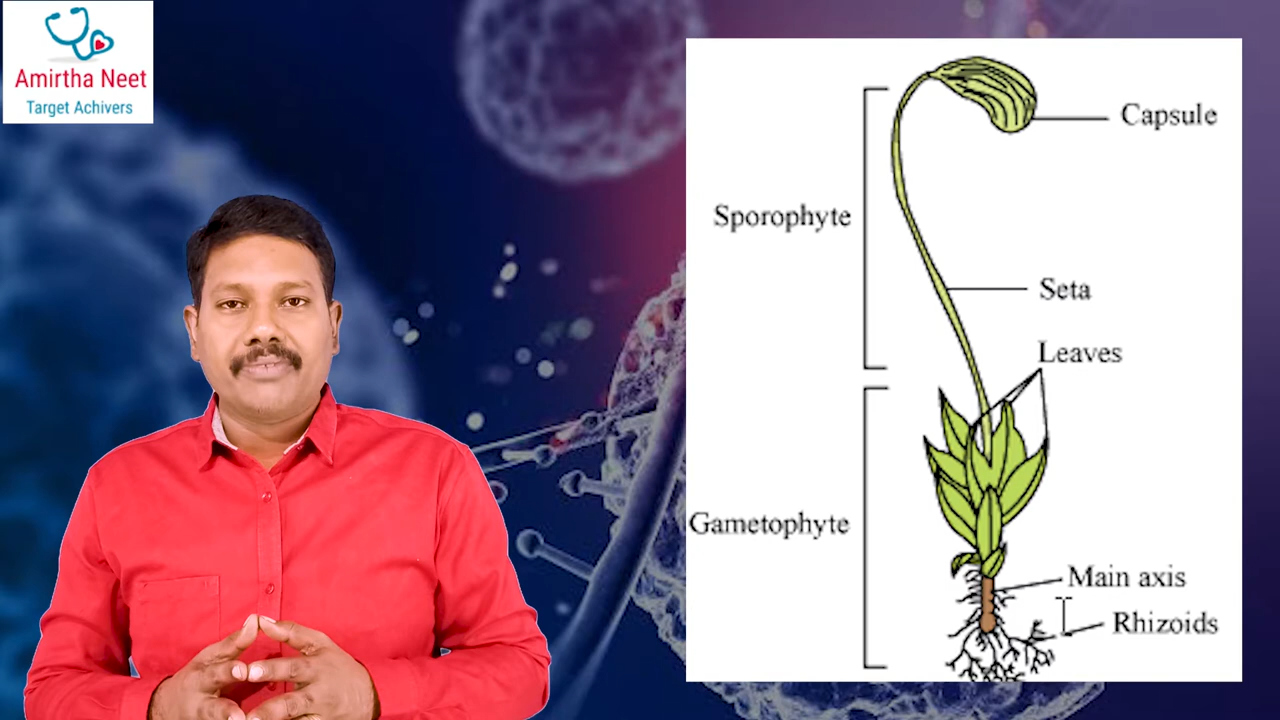 Amirtha Neet
Target Achivers
Capsule
Sporophyte
Seta
Leaves
Gametophyte
Main axis
Rhizoids